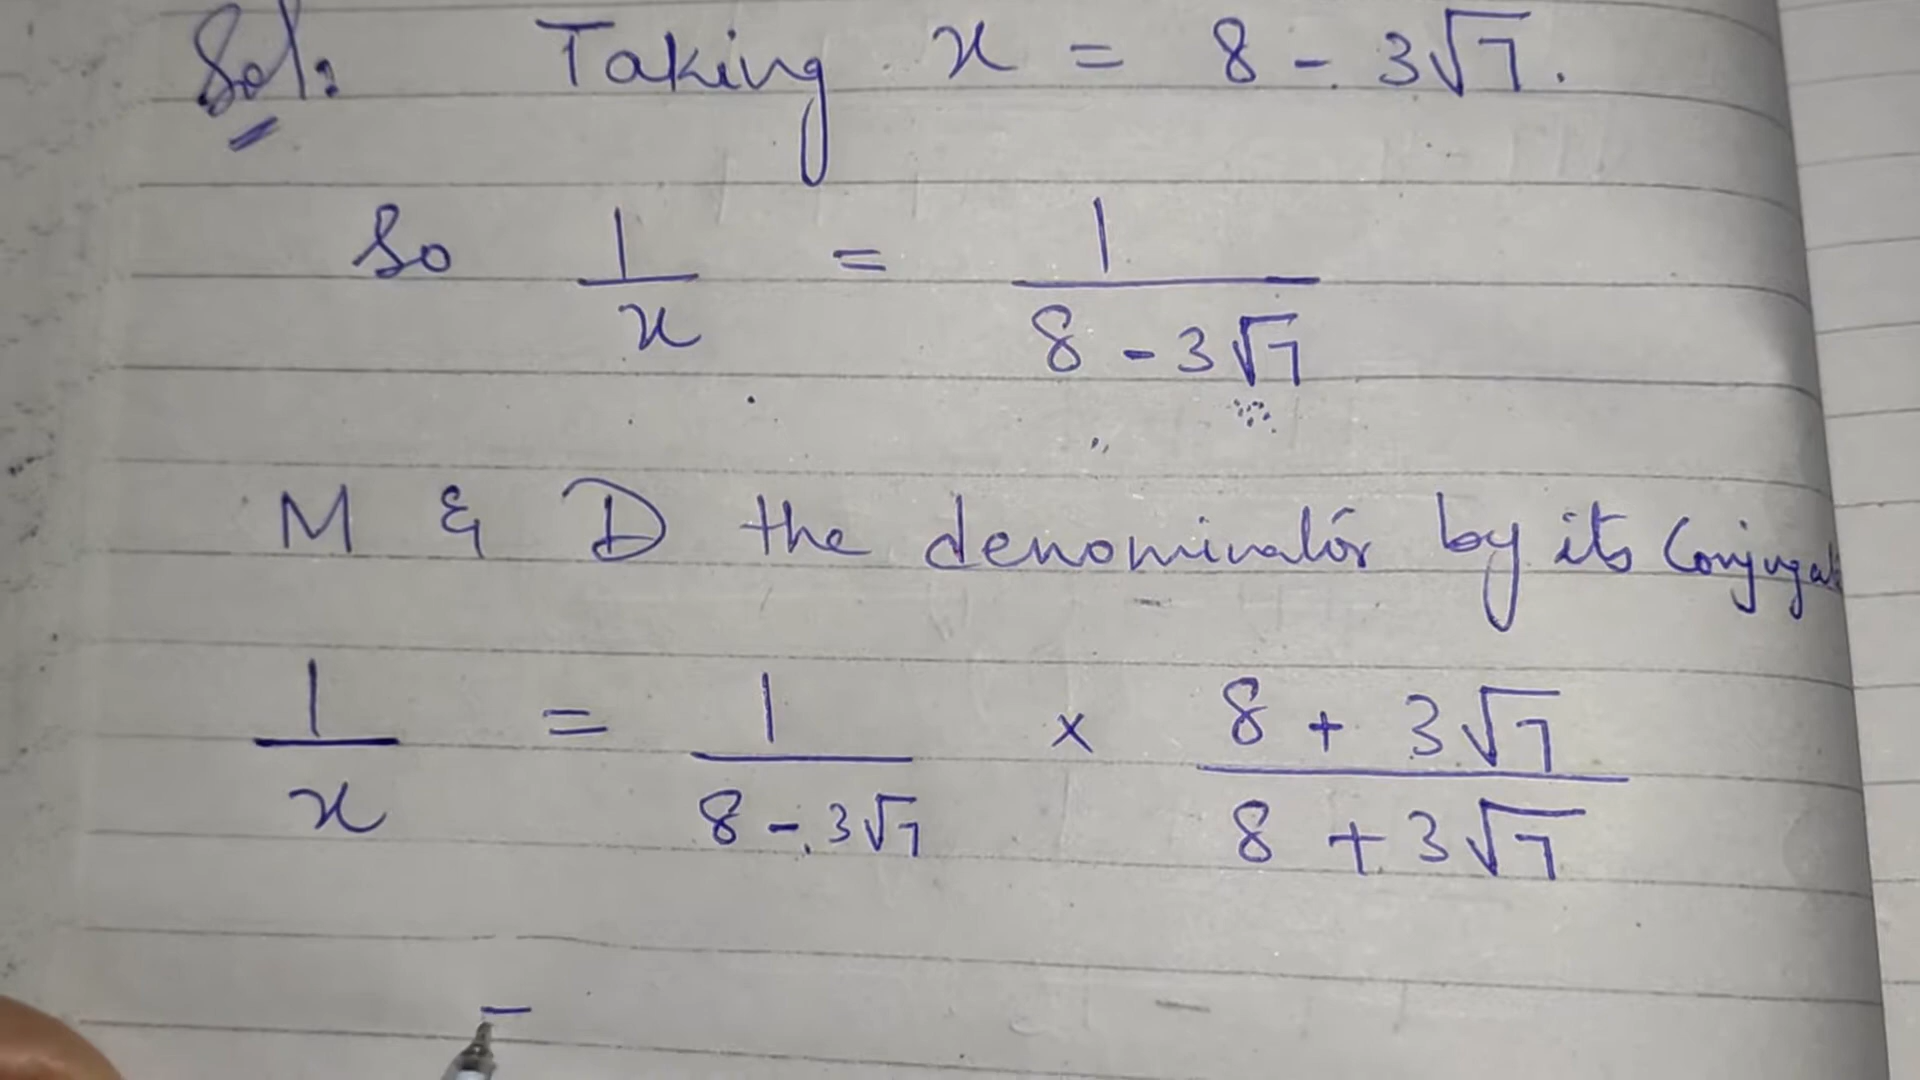 Sol: Taking x = 8 - 3√7.
So 1/x = 1/(8 - 3√7)
M & D the denominator by its Conjugate
1/x = 1/(8 - 3√7) × (8 + 3√7)/(8 + 3√7)